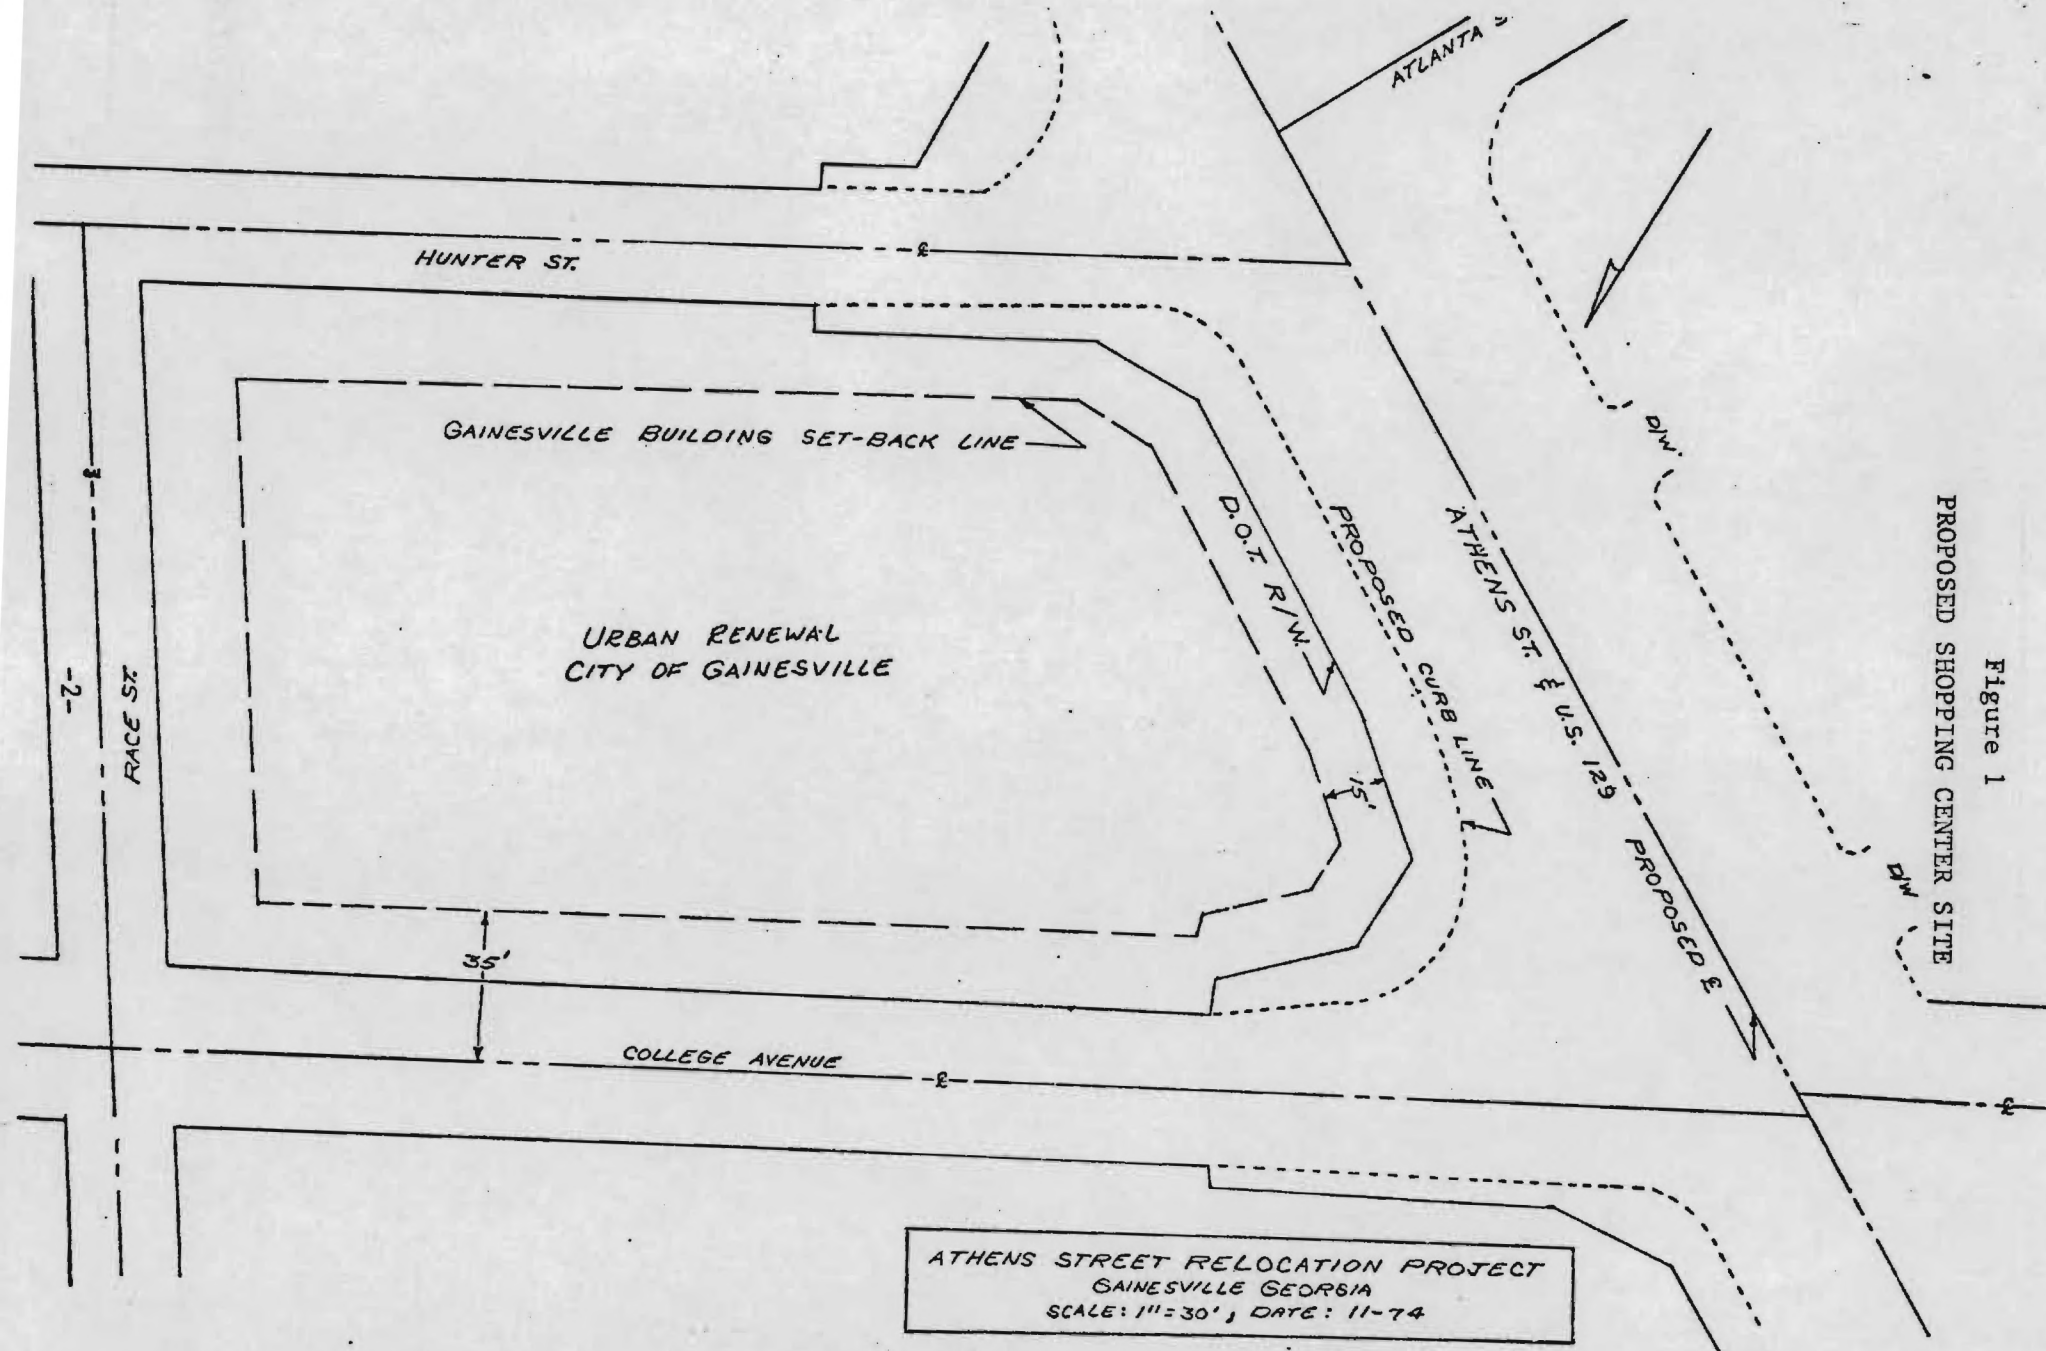 ATLANTA S
HUNTER ST.
GAINESVILLE BUILDING SET-BACK LINE
D/W.
D.O.T. R/W.
PROPOSED CURB LINE
ATHENS ST. & U.S. 129
PROPOSED ℄
URBAN RENEWAL
CITY OF GAINESVILLE
RACE ST.
-2-
15'
35'
D/W
COLLEGE AVENUE
℄
Figure 1
PROPOSED SHOPPING CENTER SITE
ATHENS STREET RELOCATION PROJECT
GAINESVILLE GEORGIA
SCALE: 1"=30', DATE: 11-74